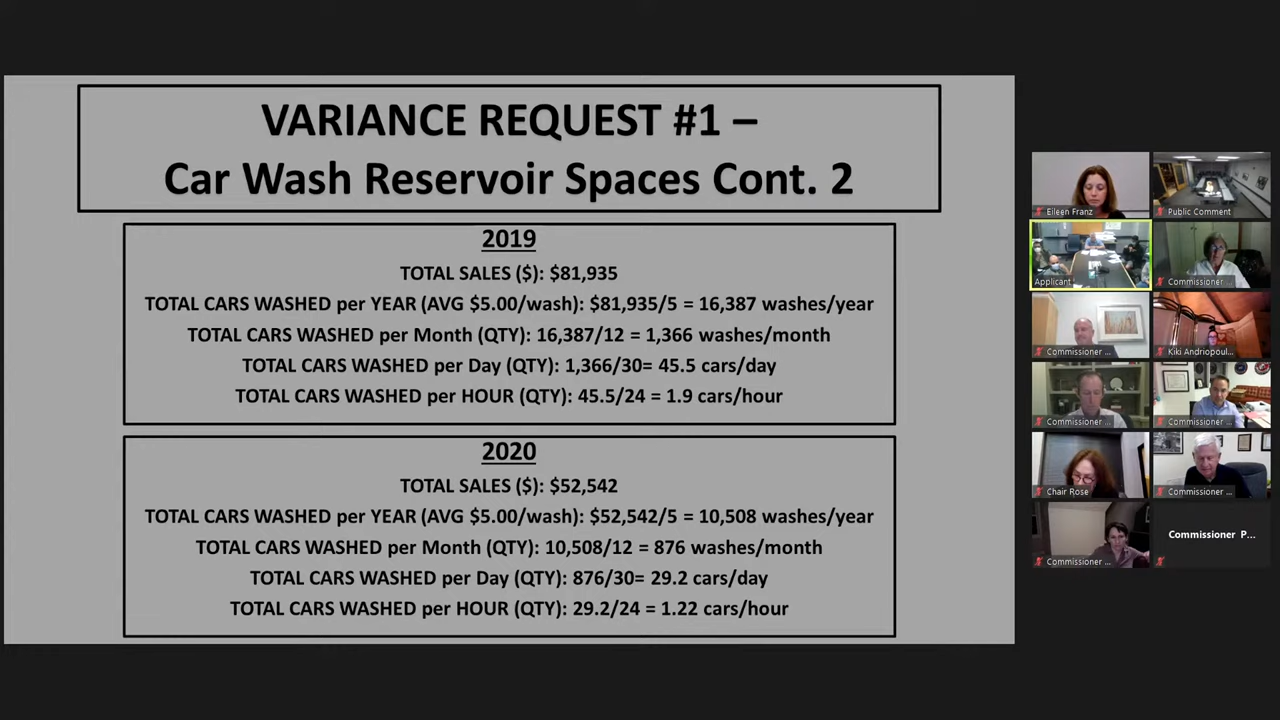 VARIANCE REQUEST #1 –
Car Wash Reservoir Spaces Cont. 2
2019
TOTAL SALES ($): $81,935
TOTAL CARS WASHED per YEAR (AVG $5.00/wash): $81,935/5 = 16,387 washes/year
TOTAL CARS WASHED per Month (QTY): 16,387/12 = 1,366 washes/month
TOTAL CARS WASHED per Day (QTY): 1,366/30= 45.5 cars/day
TOTAL CARS WASHED per HOUR (QTY): 45.5/24 = 1.9 cars/hour
2020
TOTAL SALES ($): $52,542
TOTAL CARS WASHED per YEAR (AVG $5.00/wash): $52,542/5 = 10,508 washes/year
TOTAL CARS WASHED per Month (QTY): 10,508/12 = 876 washes/month
TOTAL CARS WASHED per Day (QTY): 876/30= 29.2 cars/day
TOTAL CARS WASHED per HOUR (QTY): 29.2/24 = 1.22 cars/hour
Eileen Franz
Public Comment
Applicant
Commissioner ...
Commissioner ...
Kiki Andriopoul...
Commissioner ...
Commissioner ...
Chair Rose
Commissioner ...
Commissioner ...
Commissioner P...